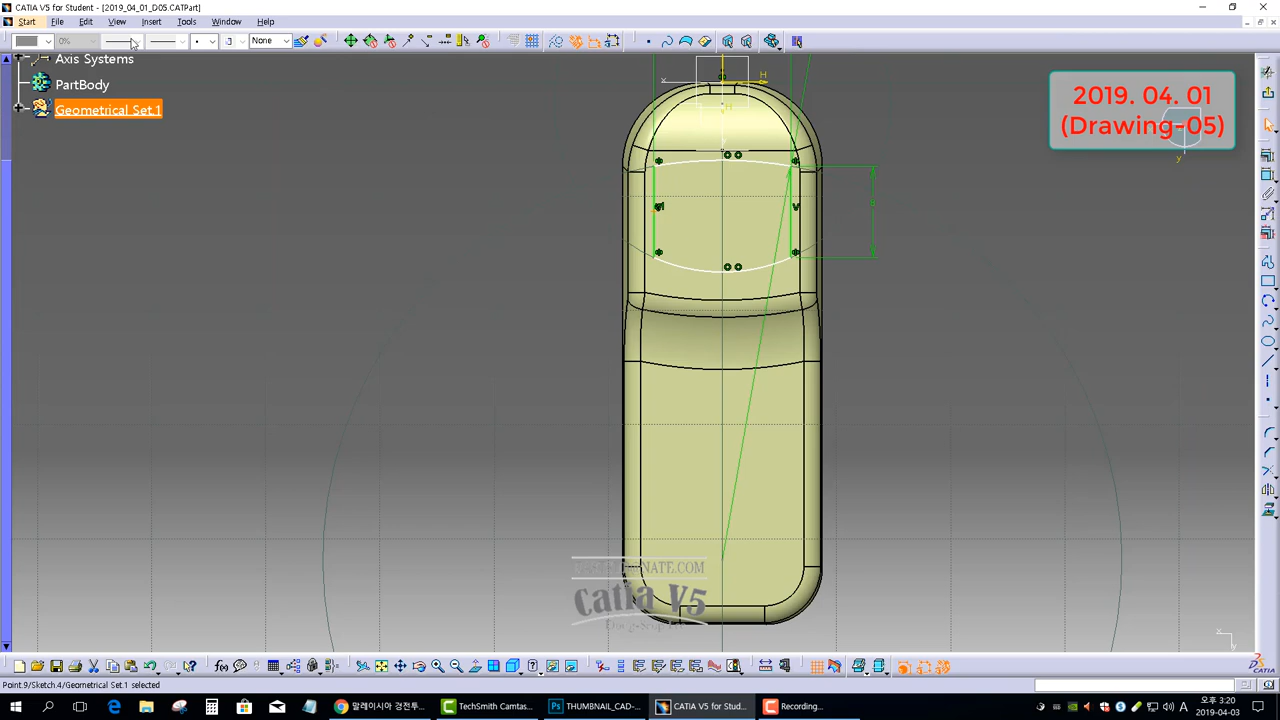 CATIA V5 for Student - [2019_04_01_D05.CATPart]
Start File Edit View Insert Tools Window Help
0% None
Axis Systems
PartBody
Geometrical Set.1
2019. 04. 01
(Drawing-05)
H
H
x
V
8
y
Catia V5
x
y
Point.9/Sketch.4/Geometrical Set.1 selected
말레이시아 경전투... TechSmith Camtas... THUMBNAIL_CAD-... CATIA V5 for Stud... Recording...
A 오후 3:20
2019-04-03